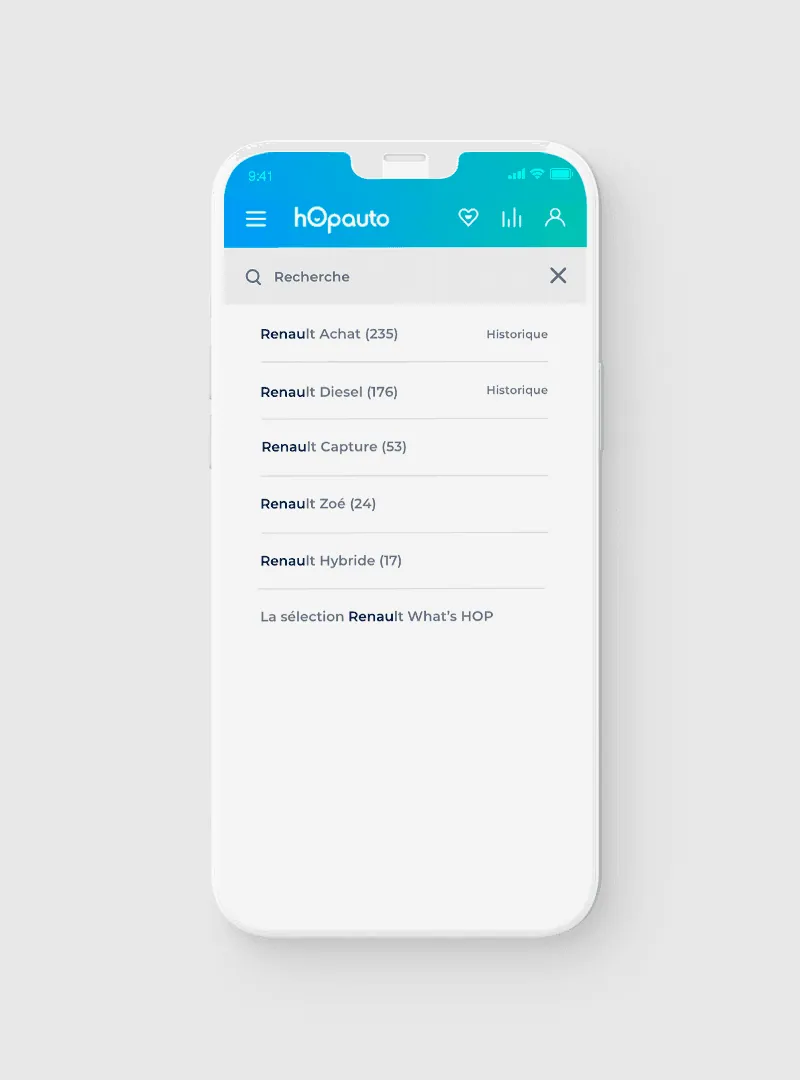 9:41
hOpauto
Recherche
Renault Achat (235) Historique
Renault Diesel (176) Historique
Renault Capture (53)
Renault Zoé (24)
Renault Hybride (17)
La sélection Renault What's HOP